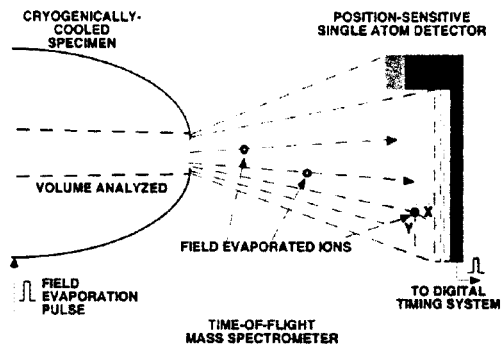 CRYOGENICALLY-
COOLED
SPECIMEN
POSITION-SENSITIVE
SINGLE ATOM DETECTOR
VOLUME ANALYZED
X
Y
FIELD EVAPORATED IONS
FIELD
EVAPORATION
PULSE
TO DIGITAL
TIMING SYSTEM
TIME-OF-FLIGHT
MASS SPECTROMETER